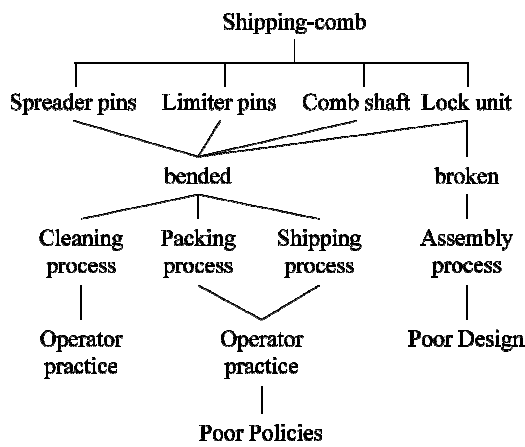 Shipping-comb
Spreader pins Limiter pins Comb shaft Lock unit
bended broken
Cleaning process Packing process Shipping process Assembly process
Operator practice Operator practice Poor Design
Poor Policies